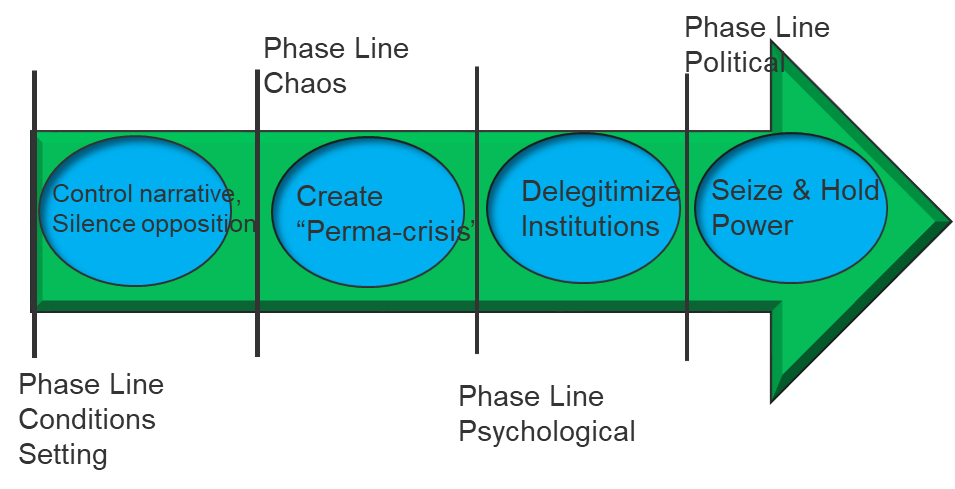 Phase Line
Chaos
Phase Line
Political
Control narrative,
Silence opposition
Create
“Perma-crisis”
Delegitimize
Institutions
Seize & Hold
Power
Phase Line
Conditions
Setting
Phase Line
Psychological